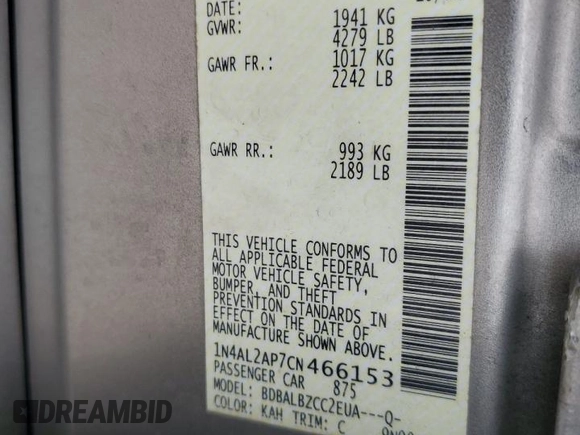 DATE:
GVWR: 1941 KG
4279 LB
GAWR FR.: 1017 KG
2242 LB
GAWR RR.: 993 KG
2189 LB
THIS VEHICLE CONFORMS TO
ALL APPLICABLE FEDERAL
MOTOR VEHICLE SAFETY,
BUMPER, AND THEFT
PREVENTION STANDARDS IN
EFFECT ON THE DATE OF
MANUFACTURE SHOWN ABOVE.
1N4AL2AP7CN466153
PASSENGER CAR 875
MODEL: BDBALBZCC2EUA---Q-
COLOR: KAH TRIM: C
DREAMBID